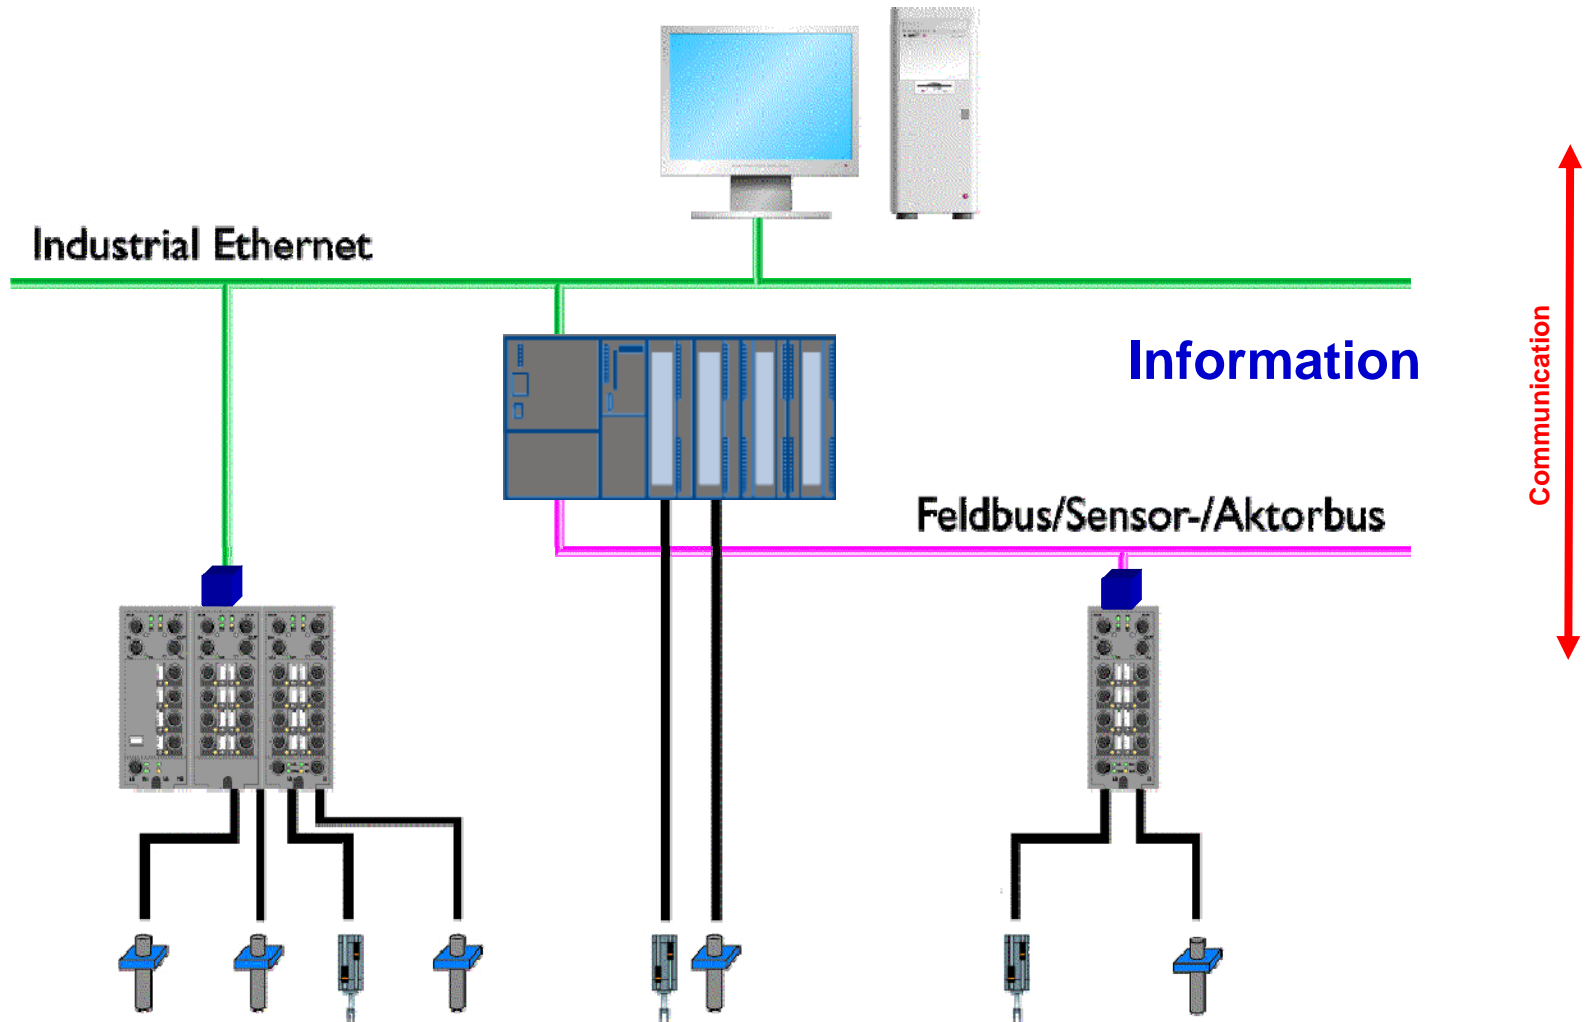 Industrial Ethernet
Information
Communication
Feldbus/Sensor-/Aktorbus